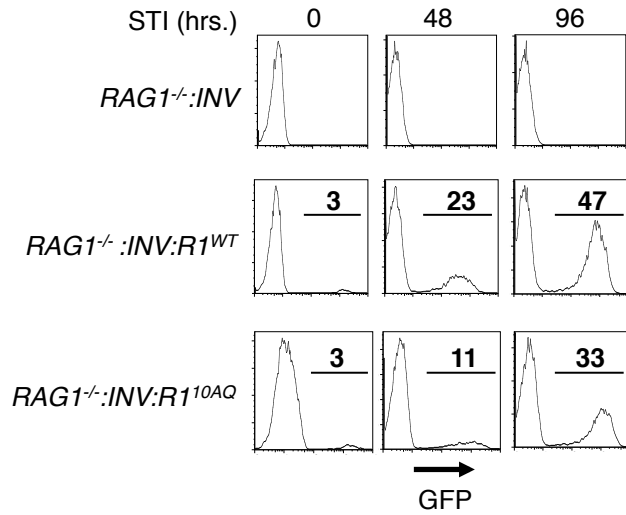 STI (hrs.) 0 48 96
RAG1-/-:INV
RAG1-/- :INV:R1WT 3 23 47
RAG1-/-:INV:R110AQ 3 11 33
GFP